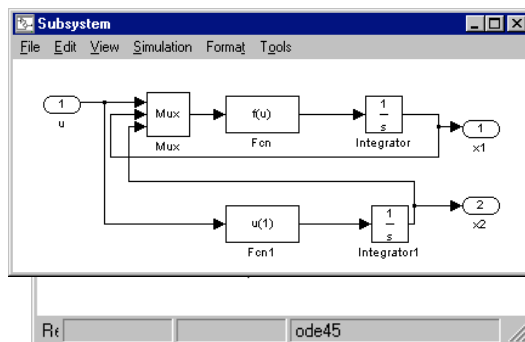 Subsystem
File Edit View Simulation Format Tools
1
u
Mux
Mux
f(u)
Fcn
1
s
Integrator
1
x1
u(1)
Fcn1
1
s
Integrator1
2
x2
ode45